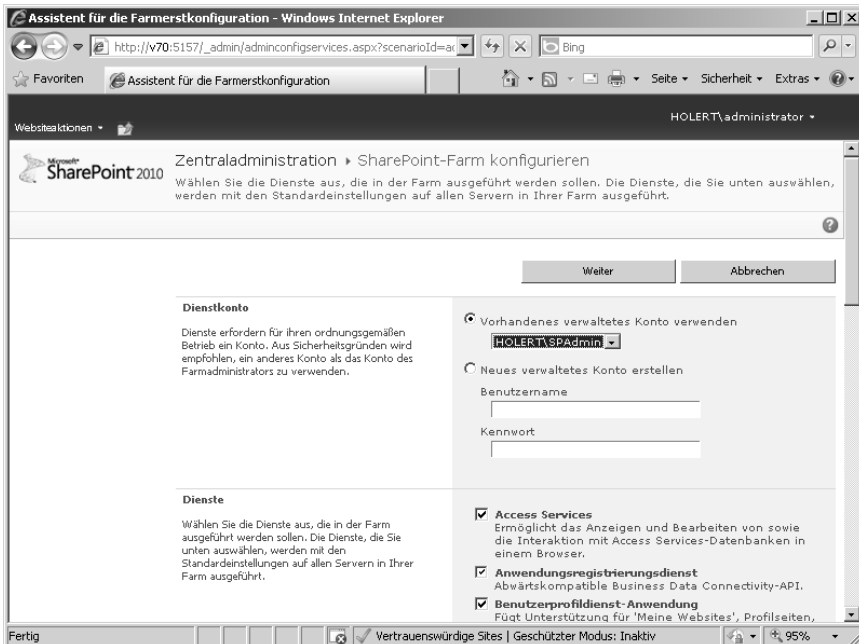 Assistent für die Farmerstkonfiguration - Windows Internet Explorer
http://v70:5157/_admin/adminconfigservices.aspx?scenarioId=
Bing
Favoriten
Assistent für die Farmerstkonfiguration
Seite
Sicherheit
Extras
HOLERT\administrator
Websiteaktionen
Microsoft
SharePoint 2010
Zentraladministration
SharePoint-Farm konfigurieren
Wählen Sie die Dienste aus, die in der Farm ausgeführt werden sollen. Die Dienste, die Sie unten auswählen,
werden mit den Standardeinstellungen auf allen Servern in Ihrer Farm ausgeführt.
Weiter
Abbrechen
Dienstkonto
Dienste erfordern für ihren ordnungsgemäßen
Betrieb ein Konto. Aus Sicherheitsgründen wird
empfohlen, ein anderes Konto als das Konto des
Farmadministrators zu verwenden.
Vorhandenes verwaltetes Konto verwenden
HOLERT\SPAdmin
Neues verwaltetes Konto erstellen
Benutzername
Kennwort
Dienste
Wählen Sie die Dienste aus, die in der Farm
ausgeführt werden sollen. Die Dienste, die Sie
unten auswählen, werden mit den
Standardeinstellungen auf allen Servern in Ihrer
Farm ausgeführt.
Access Services
Ermöglicht das Anzeigen und Bearbeiten von sowie
die Interaktion mit Access Services-Datenbanken in
einem Browser.
Anwendungsregistrierungsdienst
Abwärtskompatible Business Data Connectivity-API.
Benutzerprofildienst-Anwendung
Fügt Unterstützung für 'Meine Websites', Profilseiten,
Fertig
Vertrauenswürdige Sites | Geschützter Modus: Inaktiv
95%